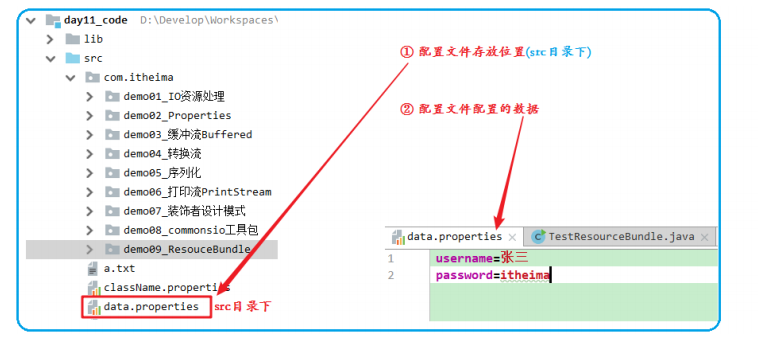 day11_code D:\Develop\Workspaces\
lib
src
com.itheima
demo01_IO资源处理
demo02_Properties
demo03_缓冲流Buffered
demo04_转换流
demo05_序列化
demo06_打印流PrintStream
demo07_装饰者设计模式
demo08_commonsio工具包
demo09_ResouceBundle
a.txt
className.properties
data.properties src目录下
① 配置文件存放位置(src目录下)
② 配置文件配置的数据
data.properties TestResourceBundle.java
1 username=张三
2 password=itheima